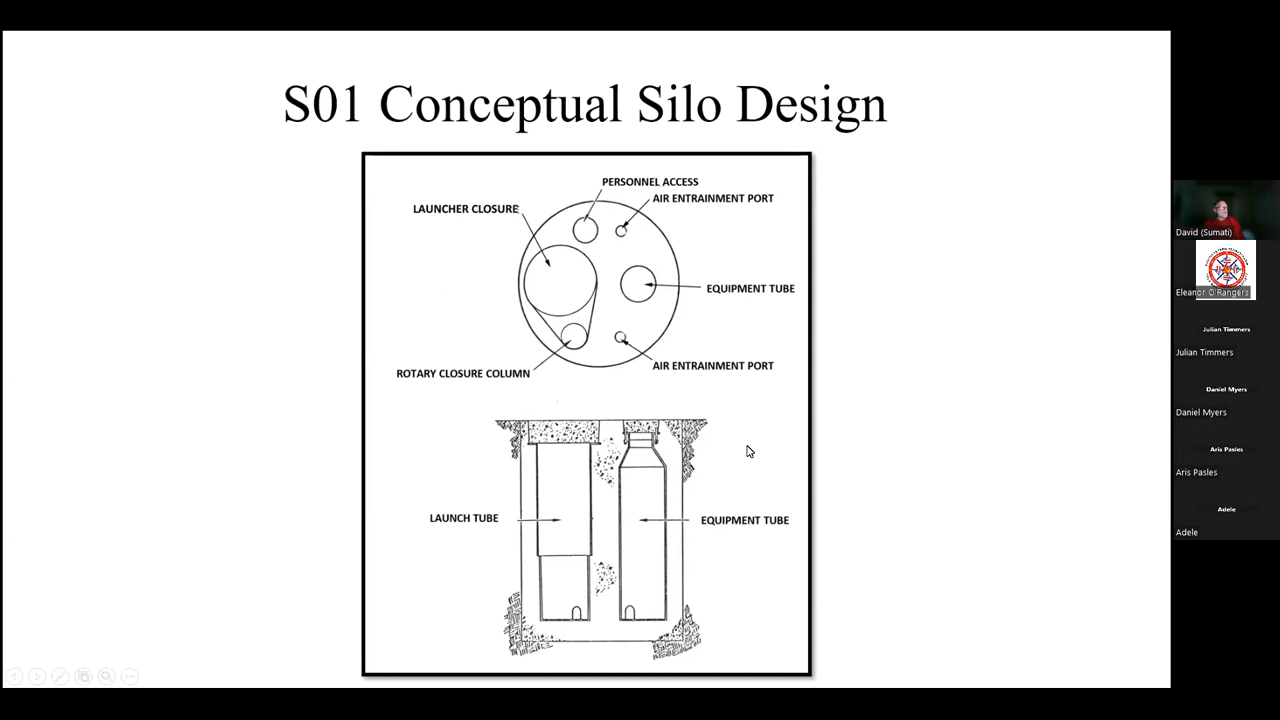 S01 Conceptual Silo Design
PERSONNEL ACCESS
AIR ENTRAINMENT PORT
LAUNCHER CLOSURE
EQUIPMENT TUBE
AIR ENTRAINMENT PORT
ROTARY CLOSURE COLUMN
LAUNCH TUBE
EQUIPMENT TUBE
David (Sumati)
Eleanor O'Rangers
Julian Timmers
Julian Timmers
Daniel Myers
Daniel Myers
Aris Pasles
Aris Pasles
Adele
Adele